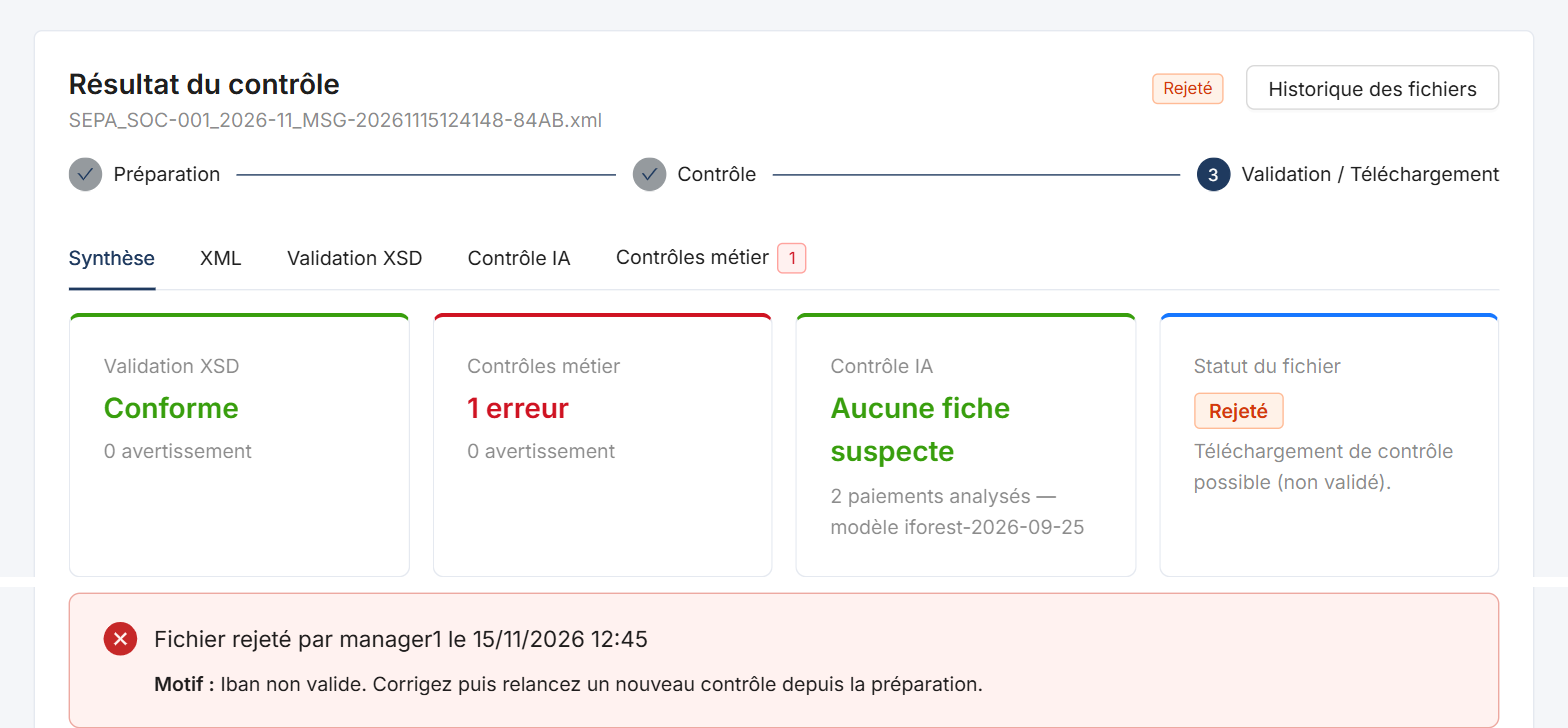 Résultat du contrôle
Rejeté
Historique des fichiers
SEPA_SOC-001_2026-11_MSG-20261115124148-84AB.xml
Préparation
Contrôle
3
Validation / Téléchargement
Synthèse
XML
Validation XSD
Contrôle IA
Contrôles métier
1
Validation XSD
Conforme
0 avertissement
Contrôles métier
1 erreur
0 avertissement
Contrôle IA
Aucune fiche
suspecte
2 paiements analysés —
modèle iforest-2026-09-25
Statut du fichier
Rejeté
Téléchargement de contrôle
possible (non validé).
Fichier rejeté par manager1 le 15/11/2026 12:45
Motif : Iban non valide. Corrigez puis relancez un nouveau contrôle depuis la préparation.